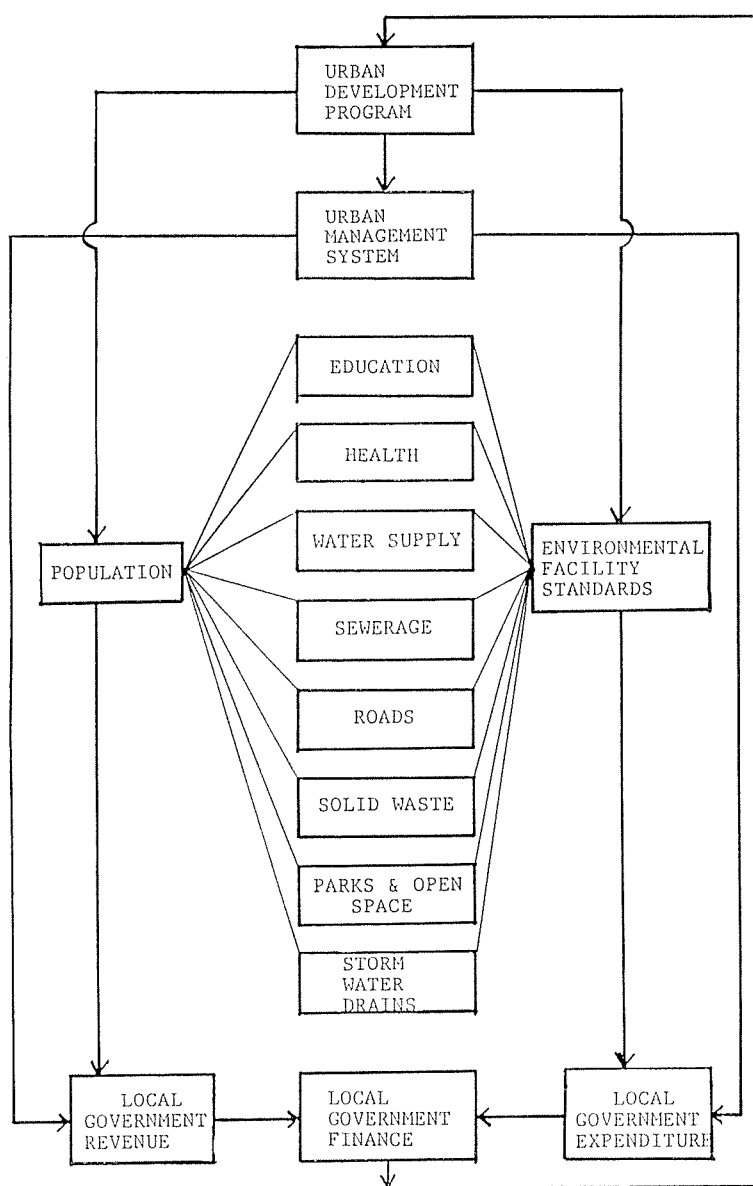 URBAN
DEVELOPMENT
PROGRAM
URBAN
MANAGEMENT
SYSTEM
EDUCATION
HEALTH
WATER SUPPLY
POPULATION
ENVIRONMENTAL
FACILITY
STANDARDS
SEWERAGE
ROADS
SOLID WASTE
PARKS & OPEN
SPACE
STORM
WATER
DRAINS
LOCAL
GOVERNMENT
REVENUE
LOCAL
GOVERNMENT
FINANCE
LOCAL
GOVERNMENT
EXPENDITURE